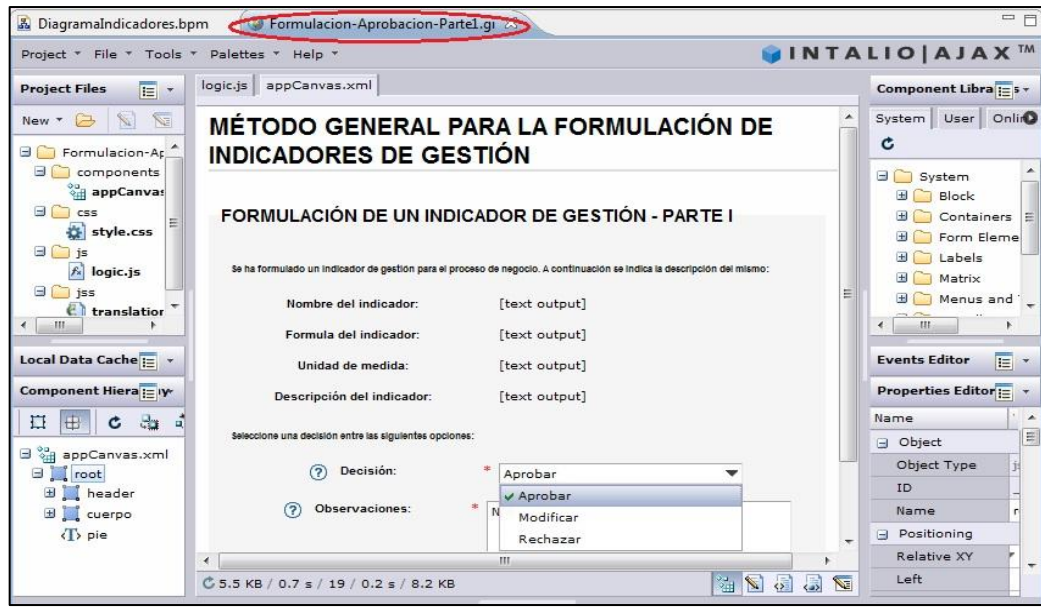 DiagramaIndicadores.bpm
Formulacion-Aprobacion-Parte1.gi
Project File Tools Palettes Help
INTALIO|AJAX ™
Project Files
logic.js appCanvas.xml
Component Libra s
New
System User Onlin
MÉTODO GENERAL PARA LA FORMULACIÓN DE
INDICADORES DE GESTIÓN
Formulacion-Ap
components
appCanvas
css
style.css
js
logic.js
jss
translation
System
Block
Containers
Form Eleme
Labels
Matrix
Menus and
FORMULACIÓN DE UN INDICADOR DE GESTIÓN - PARTE I
Se ha formulado un indicador de gestión para el proceso de negocio. A continuación se indica la descripción del mismo:
Nombre del indicador: [text output]
Formula del indicador: [text output]
Unidad de medida: [text output]
Descripción del indicador: [text output]
Seleccione una decisión entre las siguientes opciones:
Decisión: * Aprobar
Aprobar
Modificar
Rechazar
Observaciones: * N
Local Data Cache
Component Hiera y
appCanvas.xml
root
header
cuerpo
<T> pie
Events Editor
Properties Editor
Name
Object
Object Type js
ID _
Name r
Positioning
Relative XY
Left
5.5 KB / 0.7 s / 19 / 0.2 s / 8.2 KB